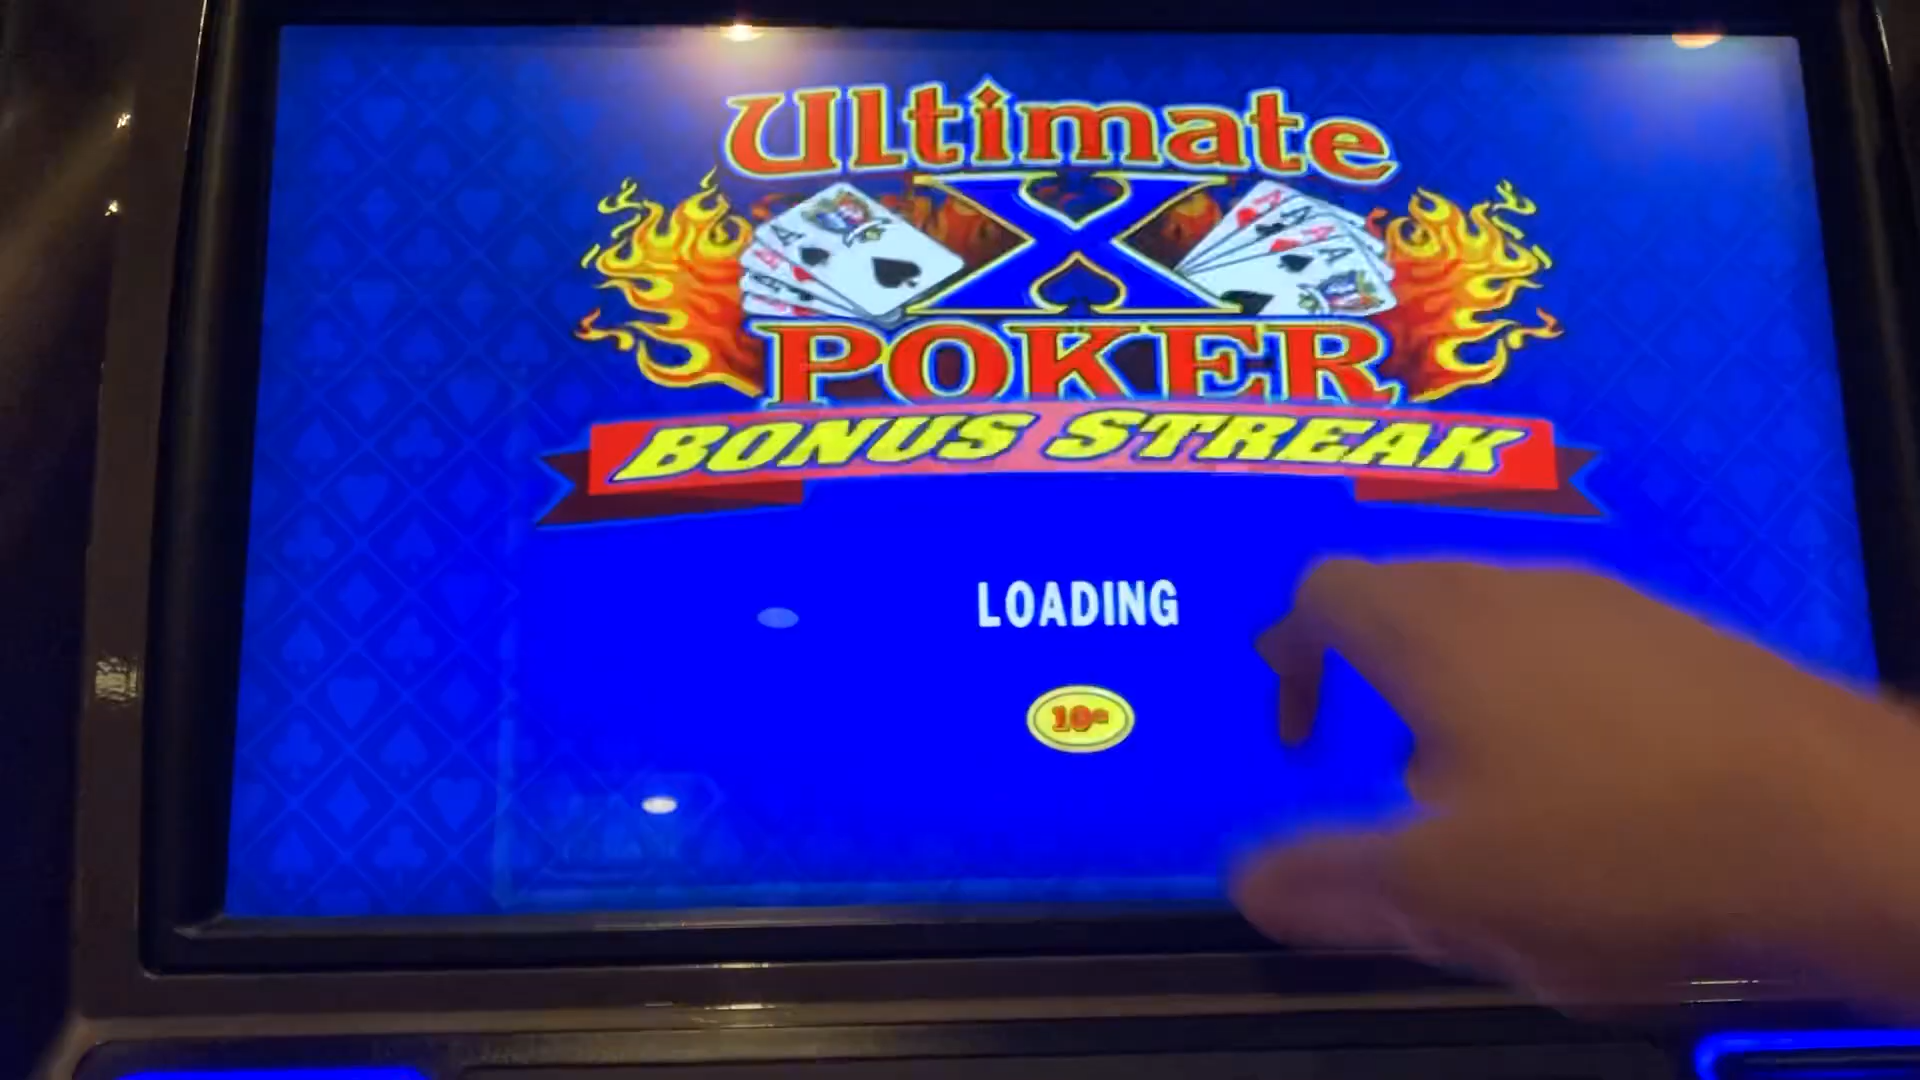 Ultimate
X
POKER
BONUS STREAK
LOADING
10¢